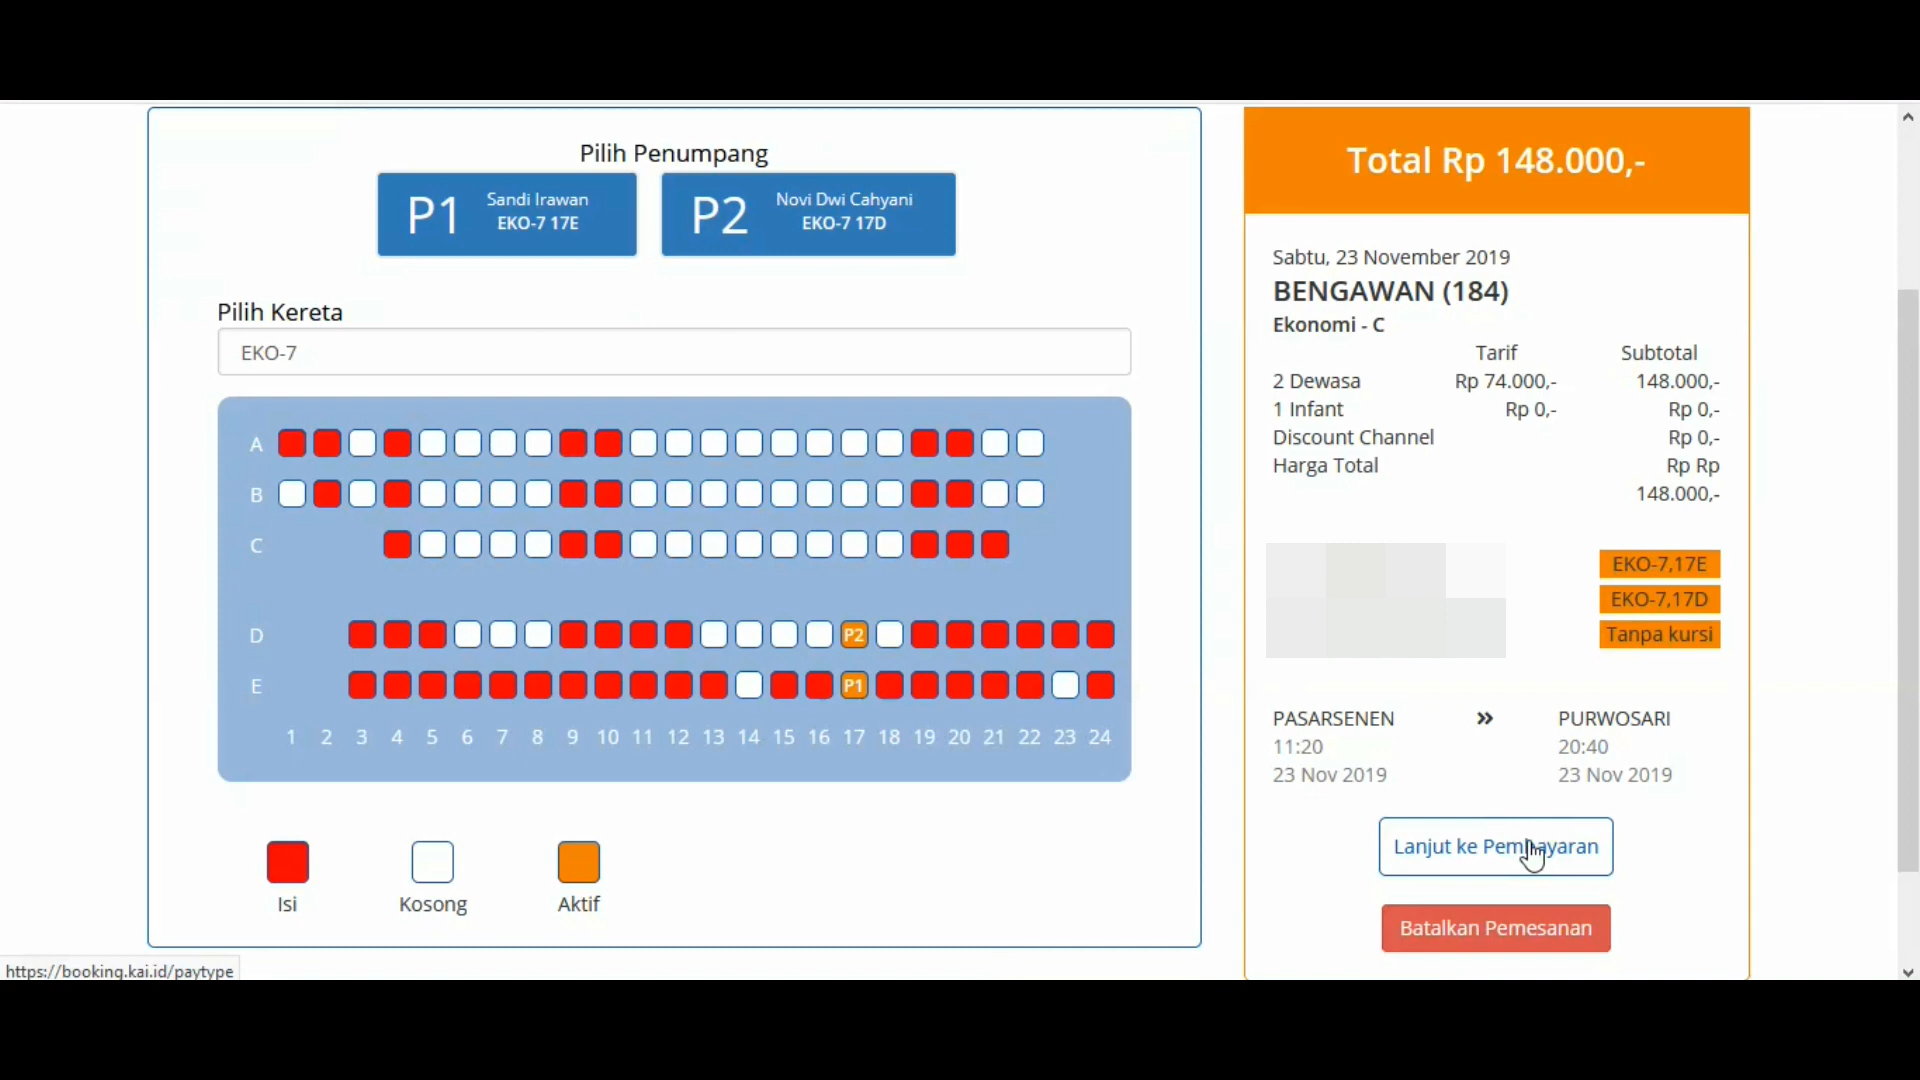 Pilih Penumpang
P1
Sandi Irawan
EKO-7 17E
P2
Novi Dwi Cahyani
EKO-7 17D
Pilih Kereta
EKO-7
A
B
C
D P2
E P1
1 2 3 4 5 6 7 8 9 10 11 12 13 14 15 16 17 18 19 20 21 22 23 24
Isi Kosong Aktif
https://booking.kai.id/paytype
Total Rp 148.000,-
Sabtu, 23 November 2019
BENGAWAN (184)
Ekonomi - C
Tarif Subtotal
2 Dewasa Rp 74.000,- 148.000,-
1 Infant Rp 0,- Rp 0,-
Discount Channel Rp 0,-
Harga Total Rp Rp
148.000,-
EKO-7,17E
EKO-7,17D
Tanpa kursi
PASARSENEN » PURWOSARI
11:20 20:40
23 Nov 2019 23 Nov 2019
Lanjut ke Pembayaran
Batalkan Pemesanan